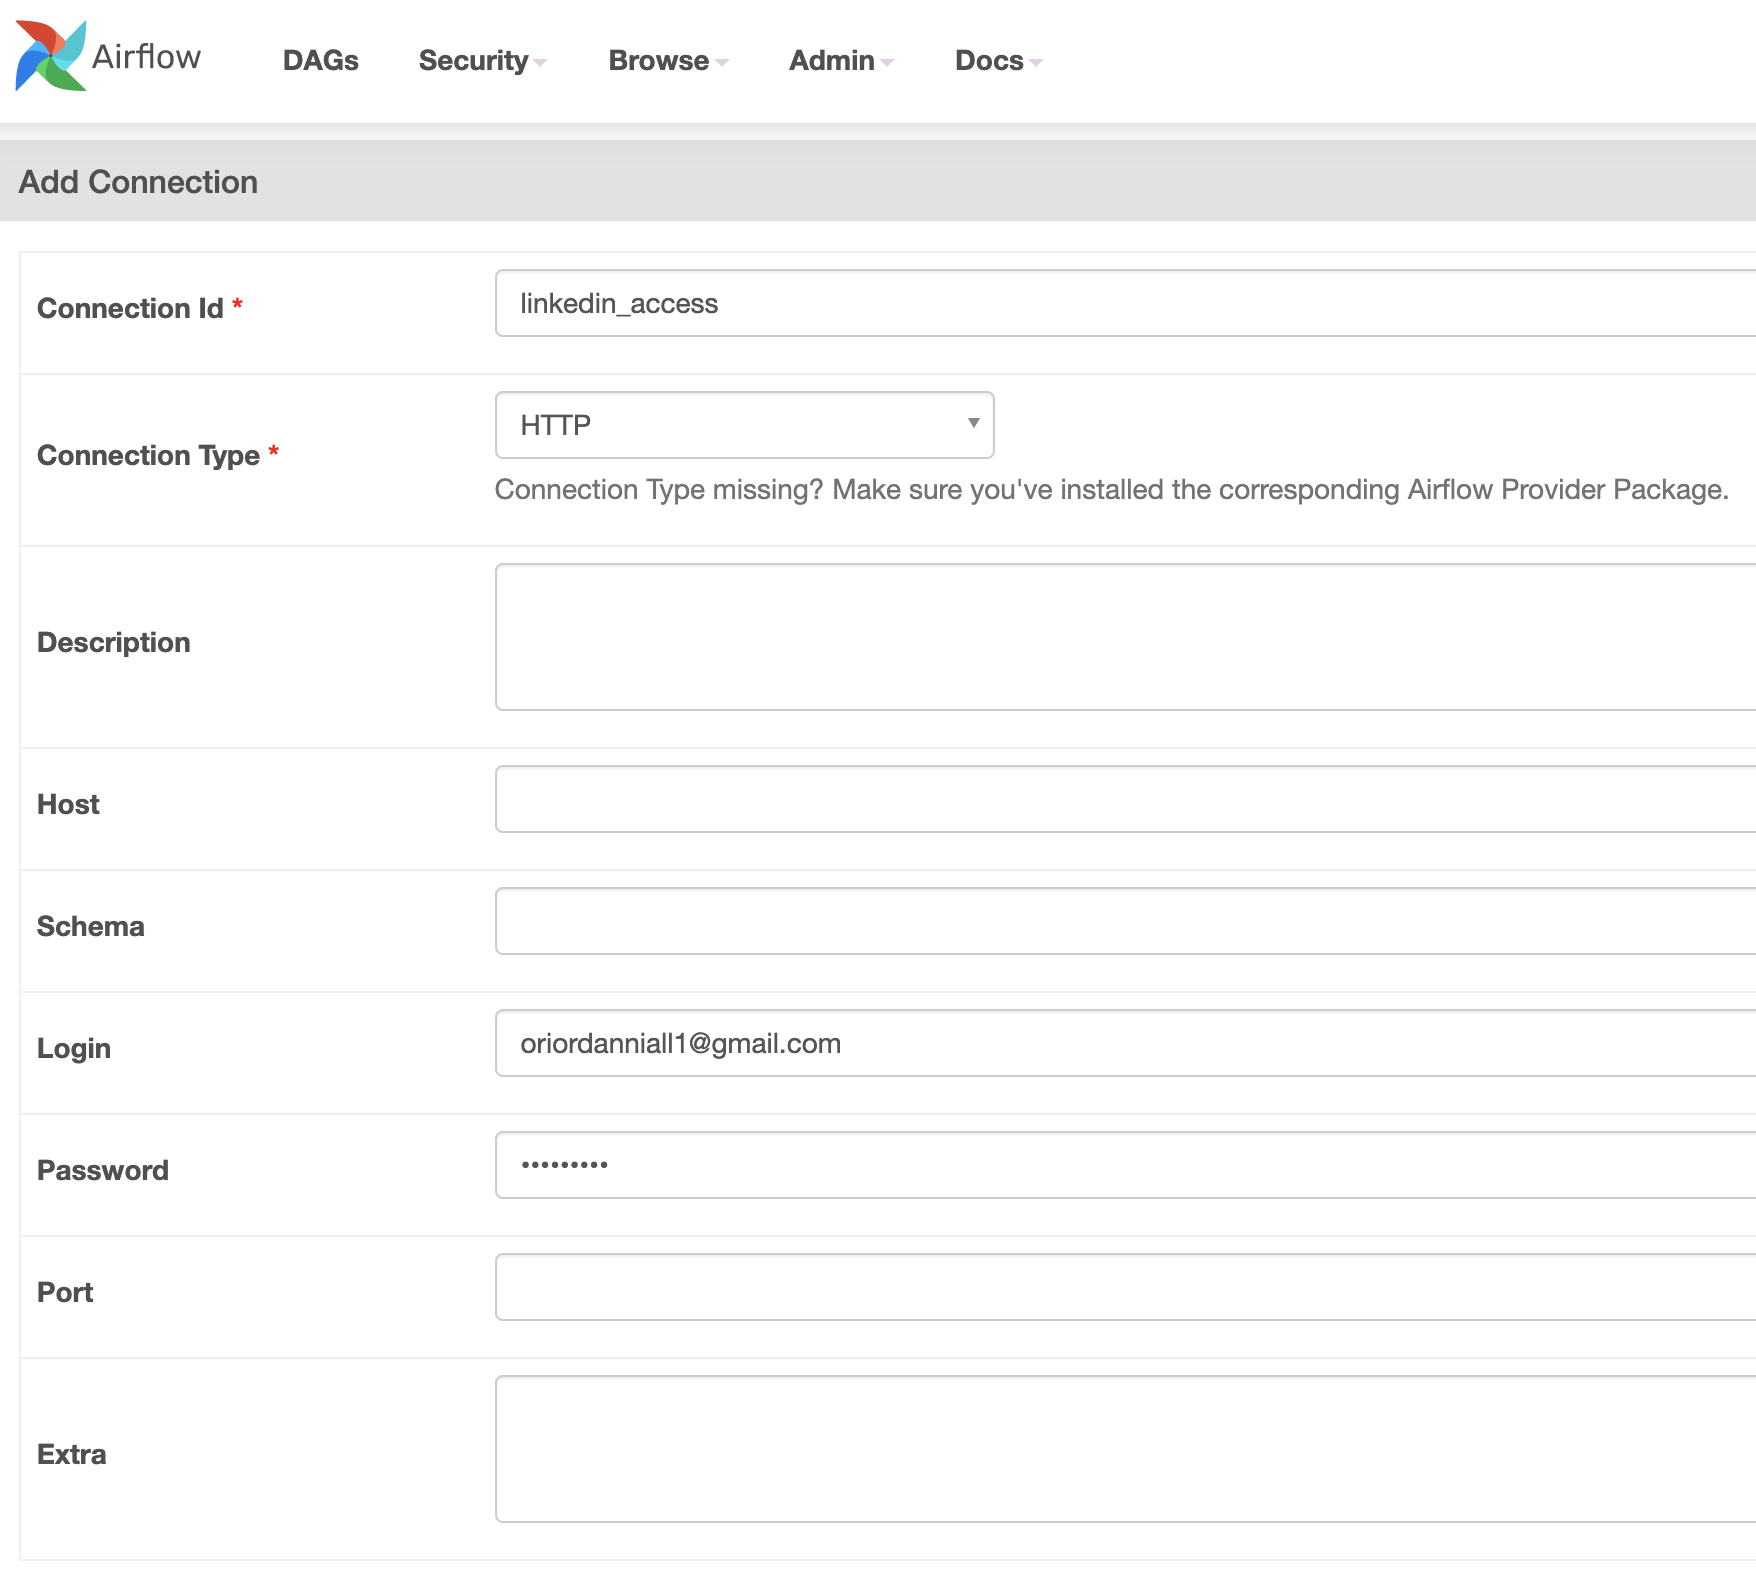 Airflow DAGs Security Browse Admin Docs
Add Connection
Connection Id * linkedin_access
Connection Type * HTTP
Connection Type missing? Make sure you've installed the corresponding Airflow Provider Package.
Description
Host
Schema
Login oriordanniall1@gmail.com
Password •••••••••
Port
Extra